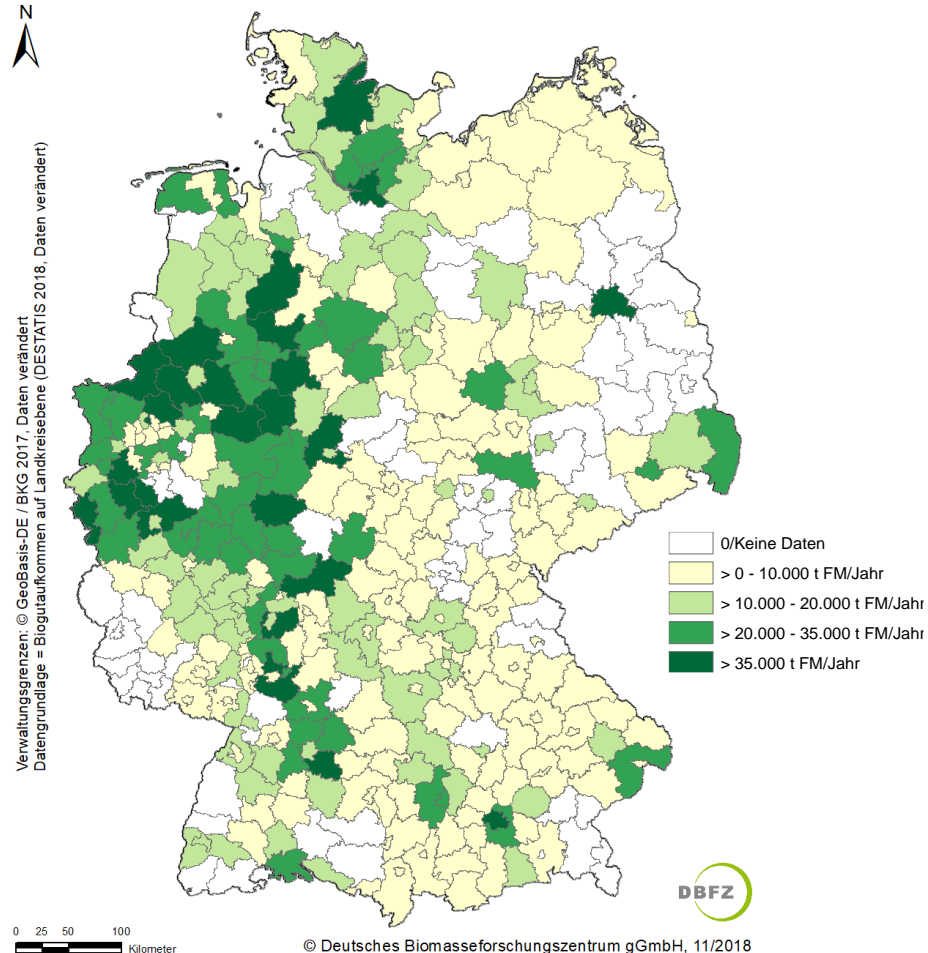 N
Verwaltungsgrenzen: © GeoBasis-DE / BKG 2017, Daten verändert
Datengrundlage = Biogutaufkommen auf Landkreisebene (DESTATIS 2018, Daten verändert)
0/Keine Daten
> 0 - 10.000 t FM/Jahr
> 10.000 - 20.000 t FM/Jahr
> 20.000 - 35.000 t FM/Jahr
> 35.000 t FM/Jahr
DBFZ
0 25 50 100
Kilometer
© Deutsches Biomasseforschungszentrum gGmbH, 11/2018